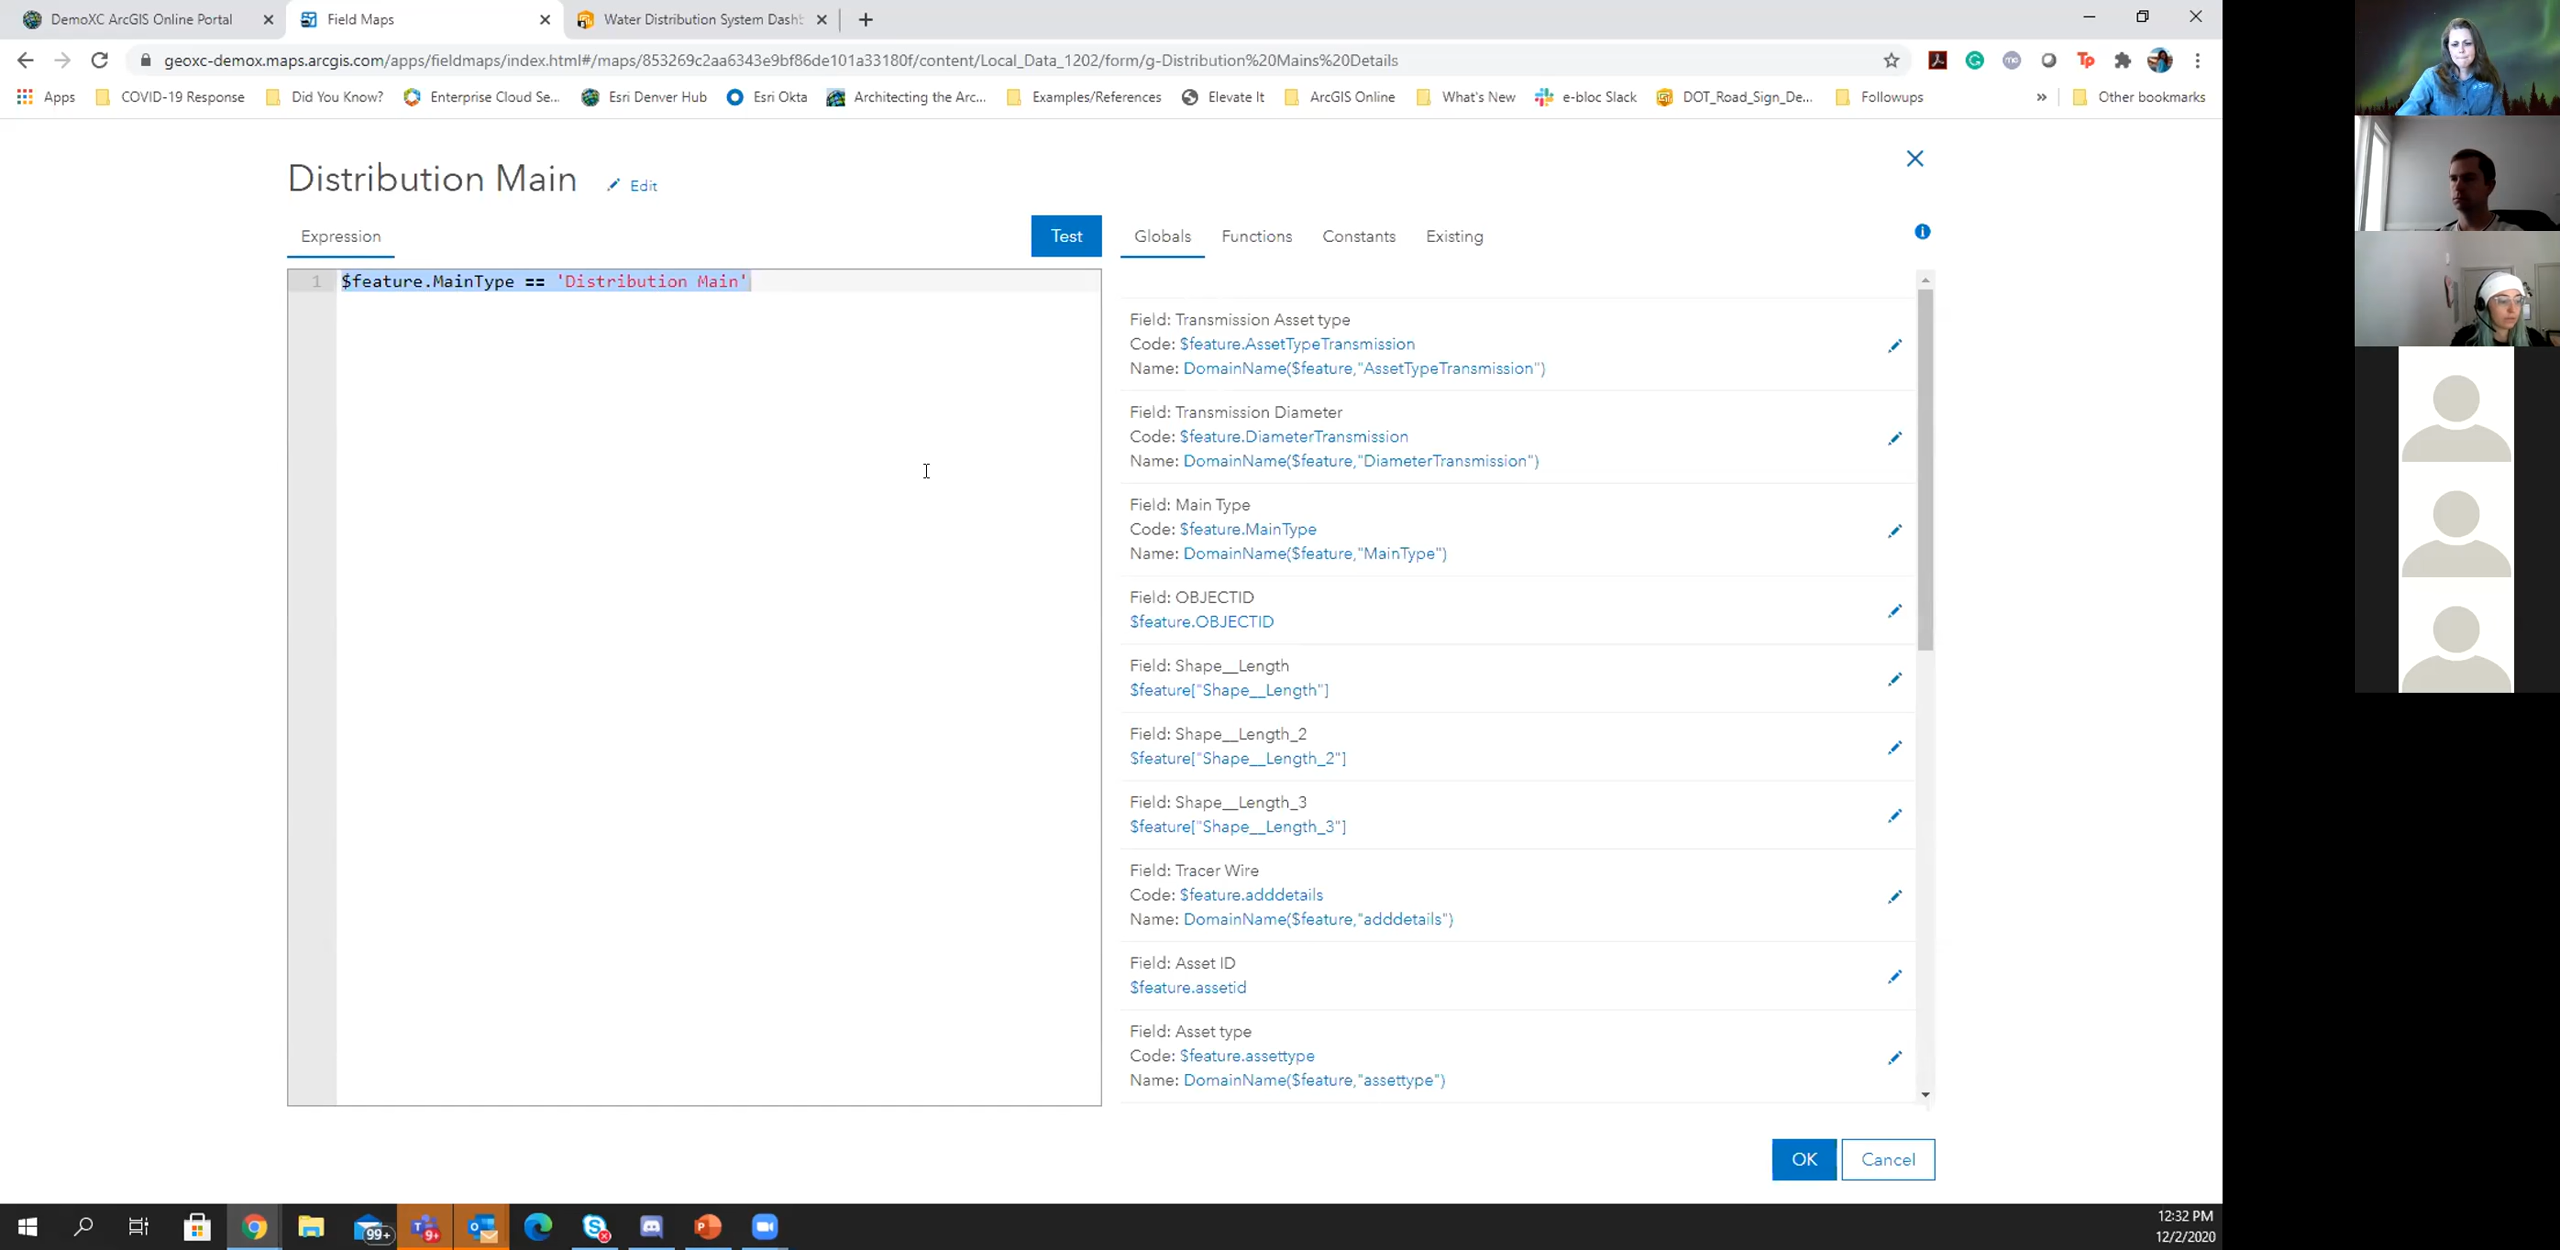 DemoXC ArcGIS Online Portal
Field Maps
Water Distribution System Dashb
geoxc-demox.maps.arcgis.com/apps/fieldmaps/index.html#/maps/853269c2aa6343e9bf86de101a33180f/content/Local_Data_1202/form/g-Distribution%20Mains%20Details
Apps COVID-19 Response Did You Know? Enterprise Cloud Se... Esri Denver Hub Esri Okta Architecting the Arc... Examples/References Elevate It ArcGIS Online What's New e-bloc Slack DOT_Road_Sign_De... Followups » Other bookmarks
Distribution Main Edit
Expression Test Globals Functions Constants Existing
1 $feature.MainType == 'Distribution Main'
Field: Transmission Asset type
Code: $feature.AssetTypeTransmission
Name: DomainName($feature,"AssetTypeTransmission")
Field: Transmission Diameter
Code: $feature.DiameterTransmission
Name: DomainName($feature,"DiameterTransmission")
Field: Main Type
Code: $feature.MainType
Name: DomainName($feature,"MainType")
Field: OBJECTID
$feature.OBJECTID
Field: Shape__Length
$feature["Shape__Length"]
Field: Shape__Length_2
$feature["Shape__Length_2"]
Field: Shape__Length_3
$feature["Shape__Length_3"]
Field: Tracer Wire
Code: $feature.adddetails
Name: DomainName($feature,"adddetails")
Field: Asset ID
$feature.assetid
Field: Asset type
Code: $feature.assettype
Name: DomainName($feature,"assettype")
OK Cancel
99+
9+
12:32 PM
12/2/2020